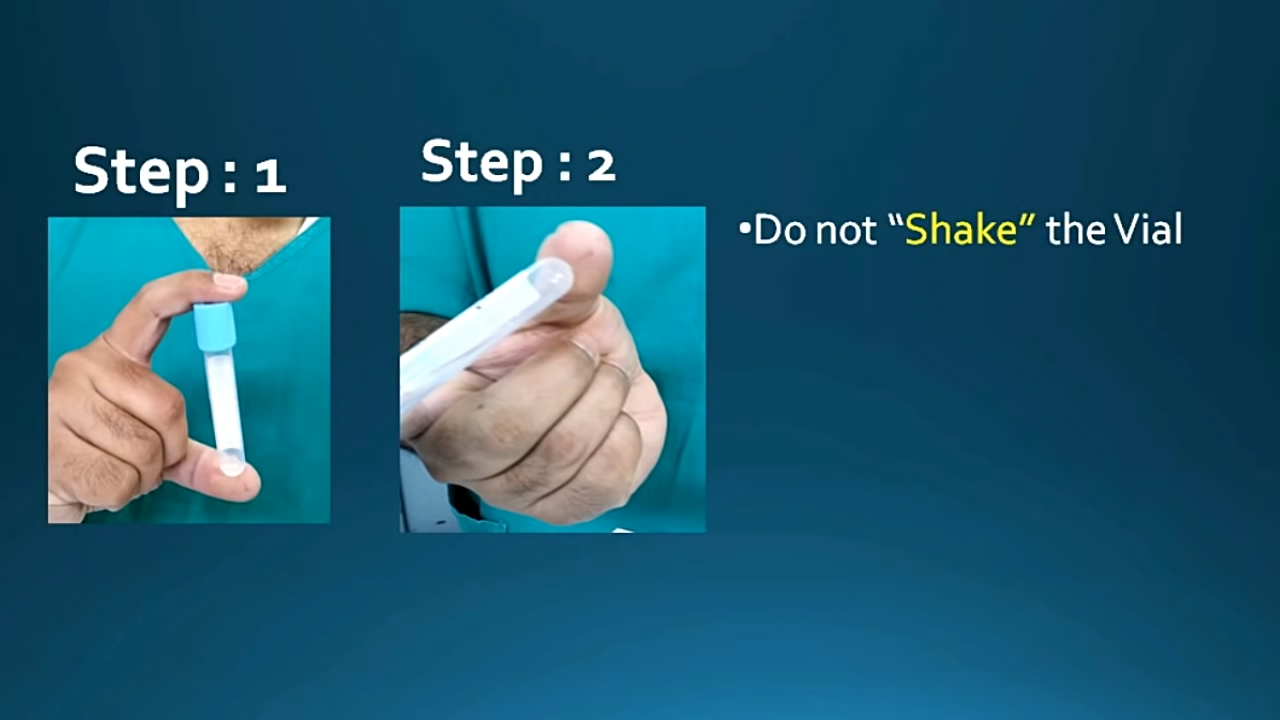 Step : 1
Step : 2
•Do not “Shake” the Vial